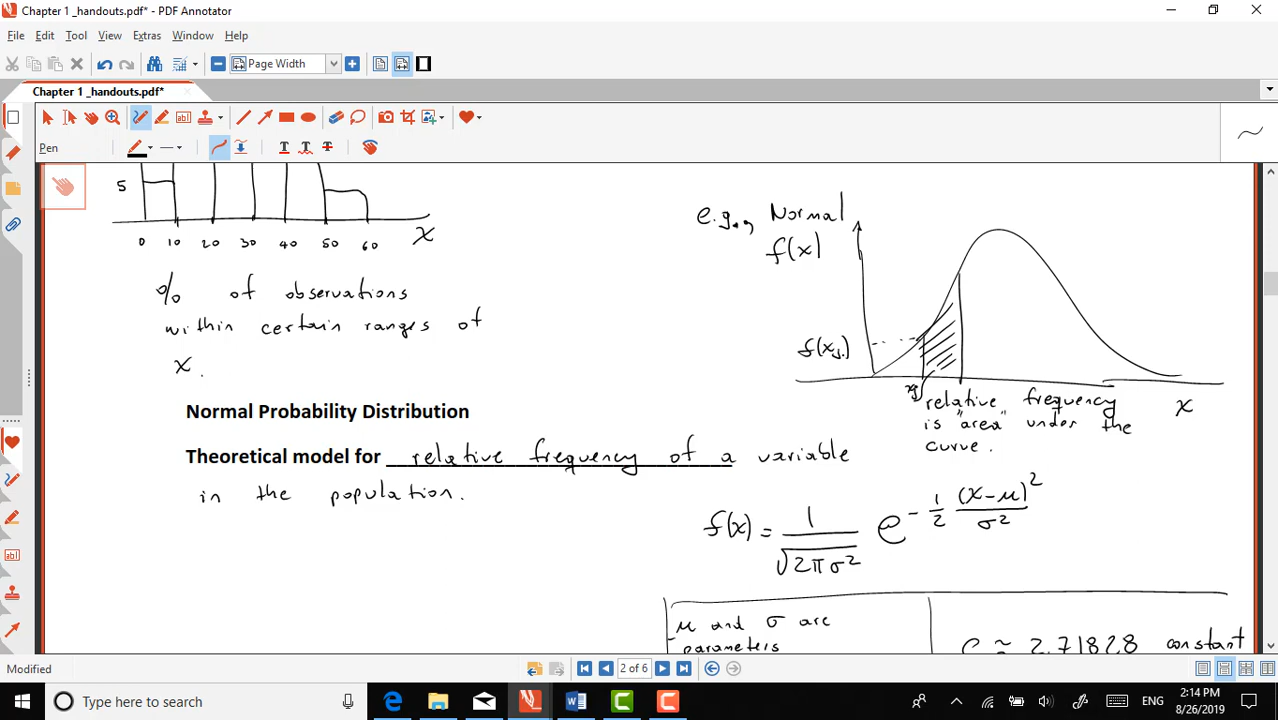 Chapter 1 _handouts.pdf* - PDF Annotator
File Edit Tool View Extras Window Help
Page Width
Chapter 1 _handouts.pdf*
Pen
5
0 10 20 30 40 50 60 X
% of observations
within certain ranges of
X.
e.g., Normal
f(x)
f(xj.)
xj
X
relative frequency
is "area" under the
curve.
Normal Probability Distribution
Theoretical model for relative frequency of a variable
in the population.
f(x) = 1/√2πσ² e^-1/2 (x-μ)²/σ²
μ and σ are
parameters
e ≈ 2.71828 constant
Modified
2 of 6
Type here to search
ENG
2:14 PM
8/26/2019